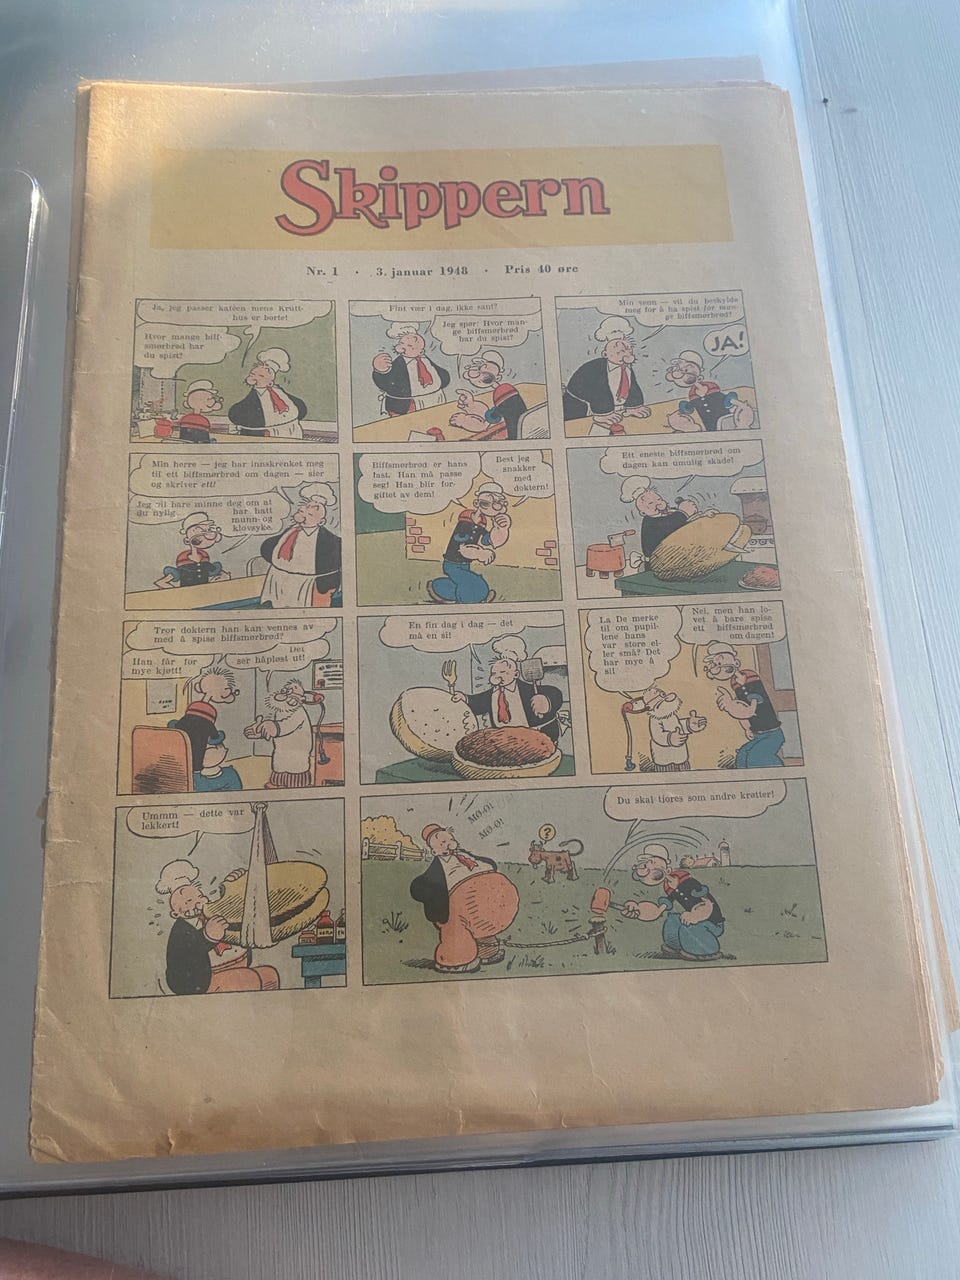 Skippern
Nr. 1 · 3. januar 1948 · Pris 40 øre
Ja, jeg passer kaféen mens Krutt-
hus er borte!
Hvor mange biff-
smørbrød har
du spist?
Fint vær i dag, ikke sant?
Jeg spør: Hvor man-
ge biffsmørbrød
har du spist?
Min venn — vil du beskylde
meg for å ha spist for man-
ge biffsmørbrød?
JA!
Min herre — jeg har innskrenket meg
til ett biffsmørbrød om dagen — sier
og skriver ett!
Jeg vil bare minne deg om at
du nylig
har hatt
munn- og
klovsyke.
Biffsmørbrød er hans
last. Han må passe
seg! Han blir for-
giftet av dem!
Best jeg
snakker
med
doktern!
Ett eneste biffsmørbrød om
dagen kan umulig skade!
Tror doktern han kan vennes av
med å spise biffsmørbrød?
Han får for
mye kjøtt!
Det
ser håpløst ut!
En fin dag i dag — det
må en si!
La De merke
til om pupil-
lene hans
var store el-
ler små? Det
har mye å
si!
Nei, men han lo-
vet å bare spise
ett biffsmørbrød
om dagen!
Ummm — dette var
lekkert!
MØ-Ø!
MØ-Ø!
?
Du skal tjores som andre krøtter!